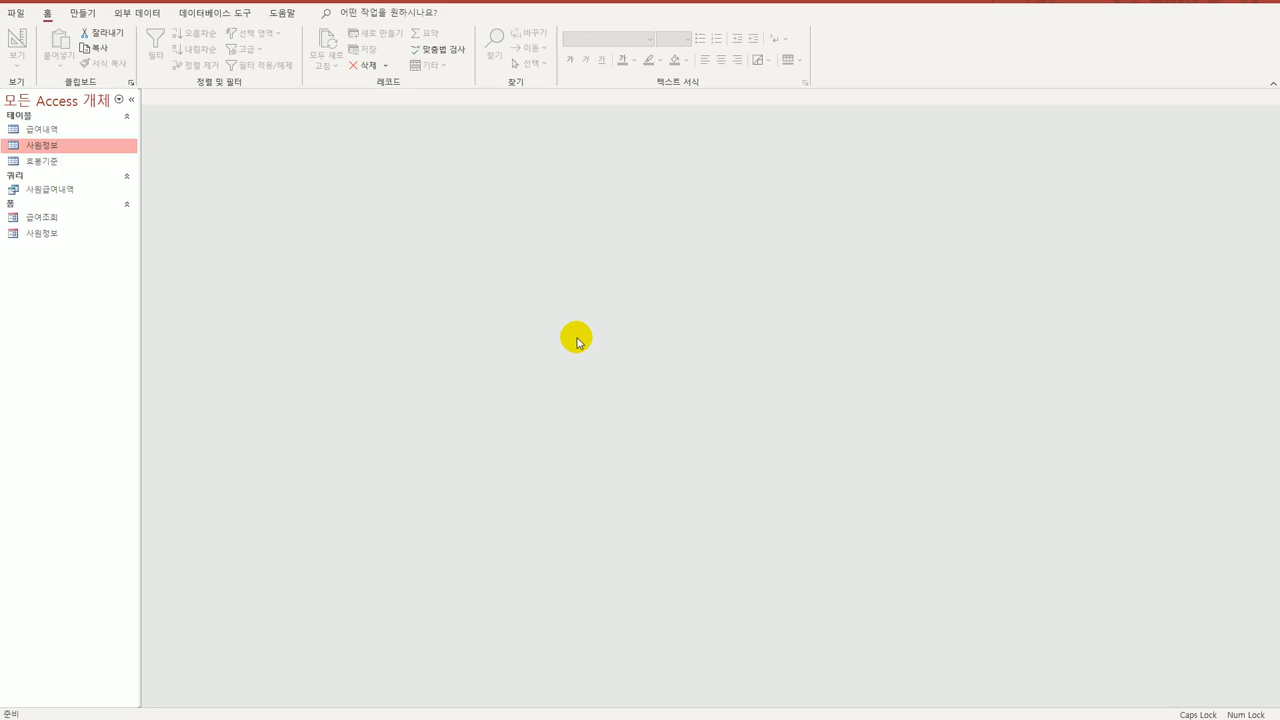 파일 홈 만들기 외부 데이터 데이터베이스 도구 도움말 어떤 작업을 원하시나요?
보기
보기
붙여넣기
잘라내기
복사
서식 복사
클립보드
필터
오름차순
내림차순
정렬 제거
선택 영역
고급
필터 적용/해제
정렬 및 필터
모두 새로 고침
새로 만들기
저장
삭제
요약
맞춤법 검사
기타
레코드
찾기
바꾸기
이동
선택
찾기
가 가 가 가
텍스트 서식
모든 Access 개체
테이블
급여내역
사원정보
호봉기준
쿼리
사원급여내역
폼
급여조회
사원정보
준비
Caps Lock Num Lock